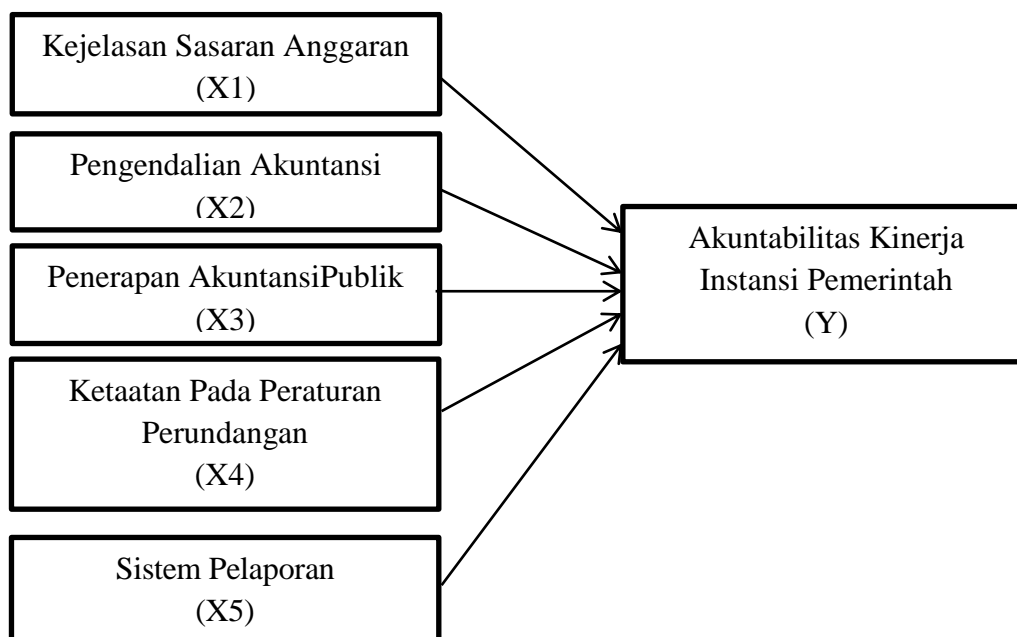 Kejelasan Sasaran Anggaran
(X1)
Pengendalian Akuntansi
(X2)
Penerapan AkuntansiPublik
(X3)
Ketaatan Pada Peraturan
Perundangan
(X4)
Sistem Pelaporan
(X5)
Akuntabilitas Kinerja
Instansi Pemerintah
(Y)